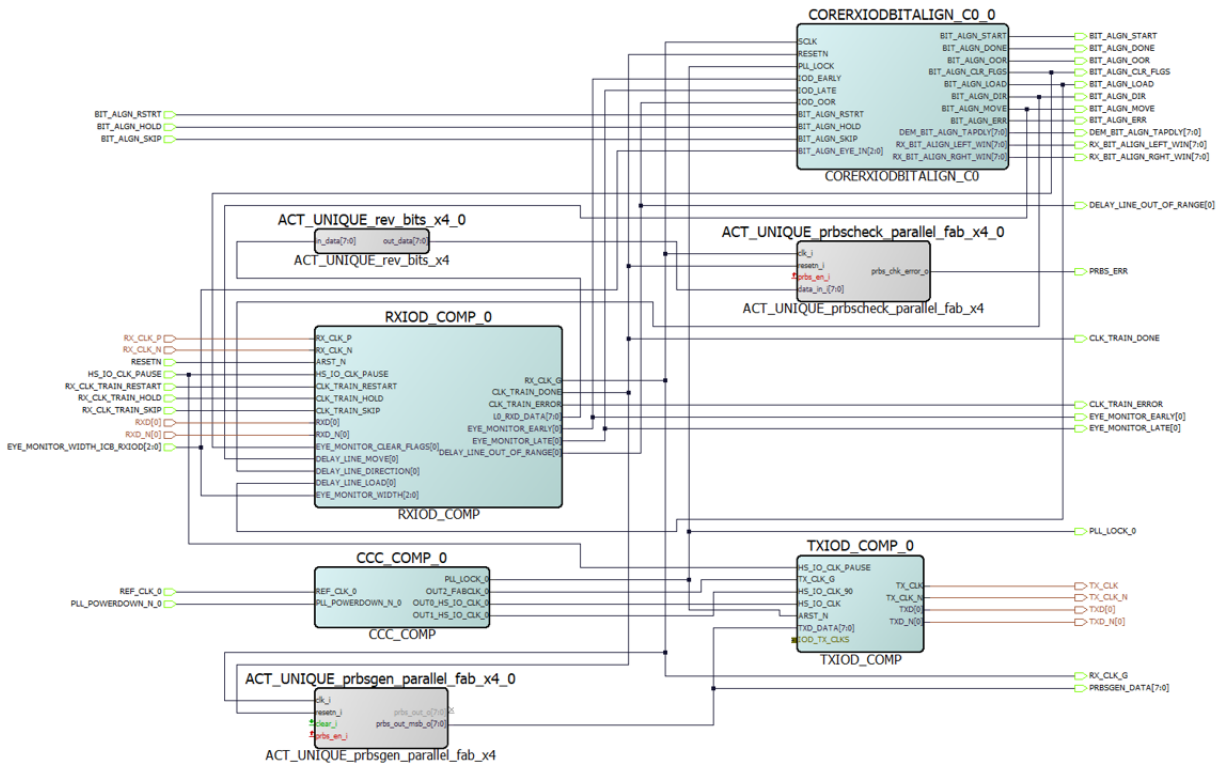 CORERXIODBITALIGN_C0_0
SCLK
RESETN
PLL_LOCK
IOD_EARLY
IOD_LATE
IOD_OOR
BIT_ALGN_RSTRT
BIT_ALGN_HOLD
BIT_ALGN_SKIP
BIT_ALGN_EYE_IN[2:0]
BIT_ALGN_START
BIT_ALGN_DONE
BIT_ALGN_OOR
BIT_ALGN_CLR_FLGS
BIT_ALGN_LOAD
BIT_ALGN_DIR
BIT_ALGN_MOVE
BIT_ALGN_ERR
DEM_BIT_ALGN_TAPDLY[7:0]
RX_BIT_ALIGN_LEFT_WIN[7:0]
RX_BIT_ALIGN_RGHT_WIN[7:0]
CORERXIODBITALIGN_C0
BIT_ALGN_START
BIT_ALGN_DONE
BIT_ALGN_OOR
BIT_ALGN_CLR_FLGS
BIT_ALGN_LOAD
BIT_ALGN_DIR
BIT_ALGN_MOVE
BIT_ALGN_ERR
DEM_BIT_ALGN_TAPDLY[7:0]
RX_BIT_ALIGN_LEFT_WIN[7:0]
RX_BIT_ALIGN_RGHT_WIN[7:0]
BIT_ALGN_RSTRT
BIT_ALGN_HOLD
BIT_ALGN_SKIP
DELAY_LINE_OUT_OF_RANGE[0]
ACT_UNIQUE_rev_bits_x4_0
in_data[7:0]
out_data[7:0]
ACT_UNIQUE_rev_bits_x4
ACT_UNIQUE_prbscheck_parallel_fab_x4_0
clk_i
resetn_i
prbs_en_i
data_in_i[7:0]
prbs_chk_error_o
ACT_UNIQUE_prbscheck_parallel_fab_x4
PRBS_ERR
RXIOD_COMP_0
RX_CLK_P
RX_CLK_N
RESETN
HS_IO_CLK_PAUSE
RX_CLK_TRAIN_RESTART
RX_CLK_TRAIN_HOLD
RX_CLK_TRAIN_SKIP
RXD[0]
RXD_N[0]
EYE_MONITOR_WIDTH_ICB_RXIOD[2:0]
RX_CLK_P
RX_CLK_N
ARST_N
HS_IO_CLK_PAUSE
CLK_TRAIN_RESTART
CLK_TRAIN_HOLD
CLK_TRAIN_SKIP
RXD[0]
RXD_N[0]
EYE_MONITOR_CLEAR_FLAGS[0]
DELAY_LINE_MOVE[0]
DELAY_LINE_DIRECTION[0]
DELAY_LINE_LOAD[0]
EYE_MONITOR_WIDTH[2:0]
RX_CLK_G
CLK_TRAIN_DONE
CLK_TRAIN_ERROR
L0_RXD_DATA[7:0]
EYE_MONITOR_EARLY[0]
EYE_MONITOR_LATE[0]
DELAY_LINE_OUT_OF_RANGE[0]
RXIOD_COMP
CLK_TRAIN_DONE
CLK_TRAIN_ERROR
EYE_MONITOR_EARLY[0]
EYE_MONITOR_LATE[0]
PLL_LOCK_0
CCC_COMP_0
REF_CLK_0
PLL_POWERDOWN_N_0
REF_CLK_0
PLL_POWERDOWN_N_0
PLL_LOCK_0
OUT2_FABCLK_0
OUT0_HS_IO_CLK_0
OUT1_HS_IO_CLK_0
CCC_COMP
TXIOD_COMP_0
HS_IO_CLK_PAUSE
TX_CLK_G
HS_IO_CLK_90
HS_IO_CLK
ARST_N
TXD_DATA[7:0]
IOD_TX_CLKS
TX_CLK
TX_CLK_N
TXD[0]
TXD_N[0]
TXIOD_COMP
TX_CLK
TX_CLK_N
TXD[0]
TXD_N[0]
RX_CLK_G
PRBSGEN_DATA[7:0]
ACT_UNIQUE_prbsgen_parallel_fab_x4_0
clk_i
resetn_i
clear_i
prbs_en_i
prbs_out_o[7:0]
prbs_out_msb_o[7:0]
ACT_UNIQUE_prbsgen_parallel_fab_x4